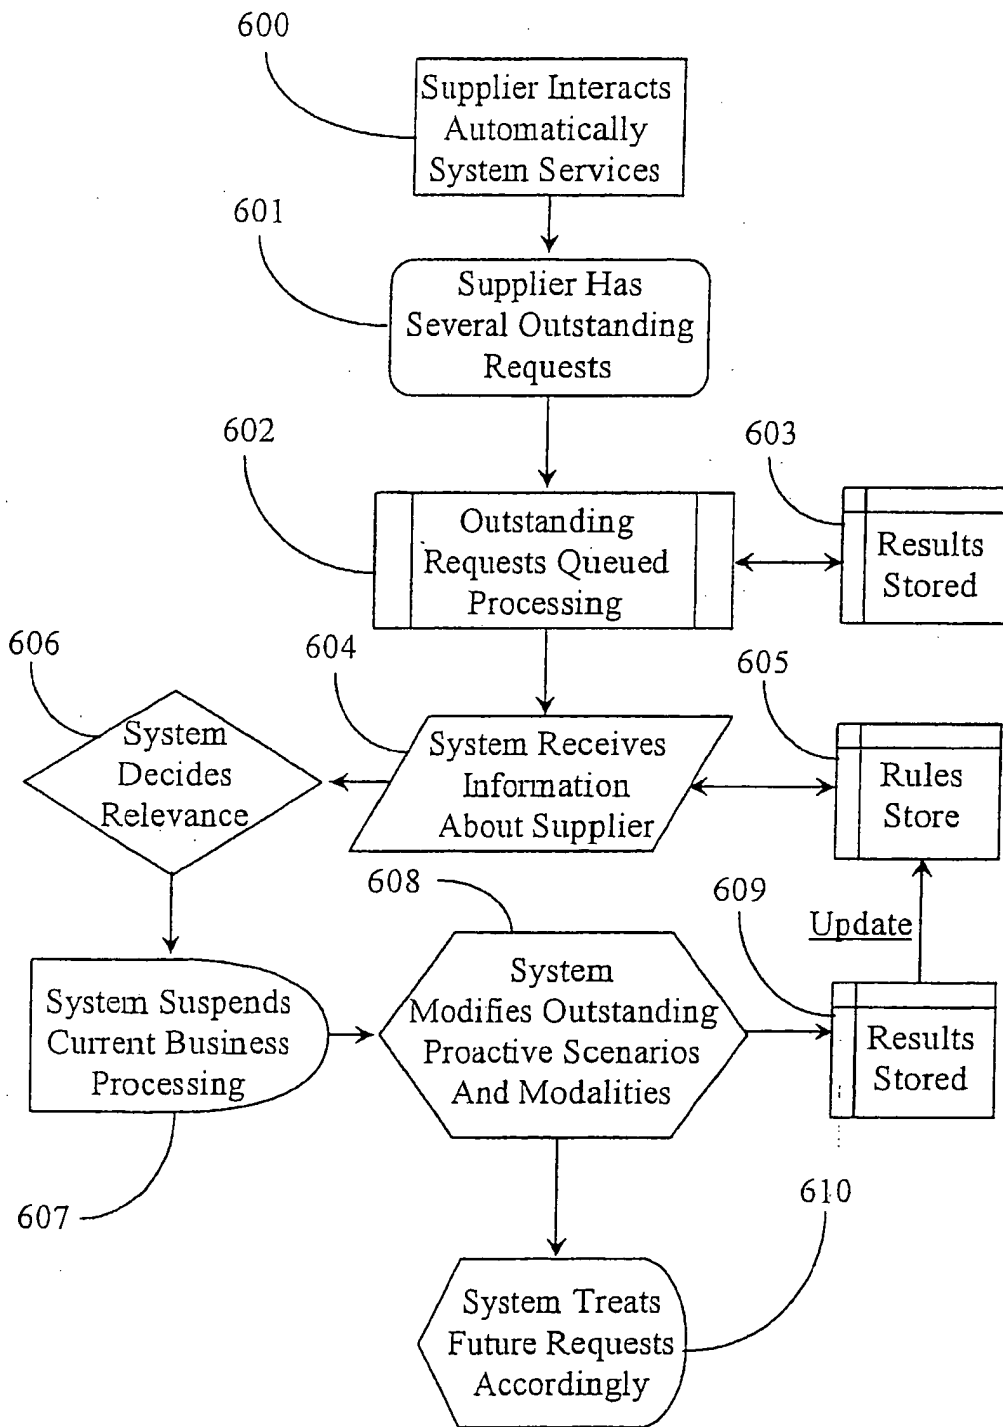 600
Supplier Interacts
Automatically
System Services
601
Supplier Has
Several Outstanding
Requests
602
Outstanding
Requests Queued
Processing
603
Results
Stored
604
System Receives
Information
About Supplier
605
Rules
Store
606
System
Decides
Relevance
607
System Suspends
Current Business
Processing
608
System
Modifies Outstanding
Proactive Scenarios
And Modalities
609
Results
Stored
Update
610
System Treats
Future Requests
Accordingly